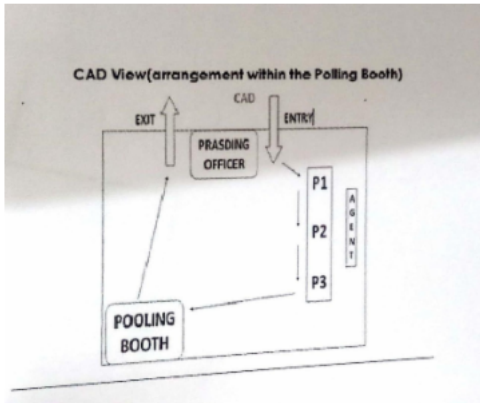 CAD View(arrangement within the Polling Booth)
CAD
EXIT
ENTRY
PRASDING
OFFICER
P1
P2
P3
AGENT
POOLING
BOOTH